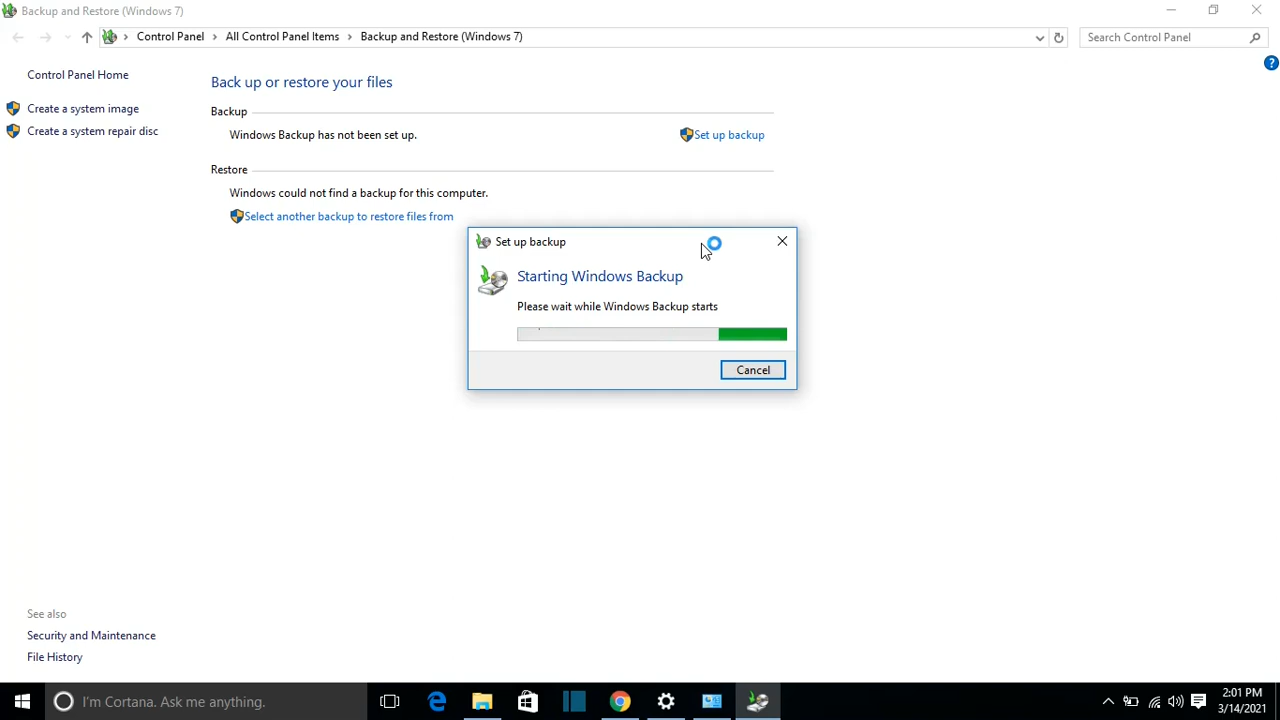 Backup and Restore (Windows 7)
Control Panel
All Control Panel Items
Backup and Restore (Windows 7)
Search Control Panel
Control Panel Home
Create a system image
Create a system repair disc
Back up or restore your files
Backup
Windows Backup has not been set up.
Set up backup
Restore
Windows could not find a backup for this computer.
Select another backup to restore files from
Set up backup
Starting Windows Backup
Please wait while Windows Backup starts
Cancel
See also
Security and Maintenance
File History
I'm Cortana. Ask me anything.
2:01 PM
3/14/2021